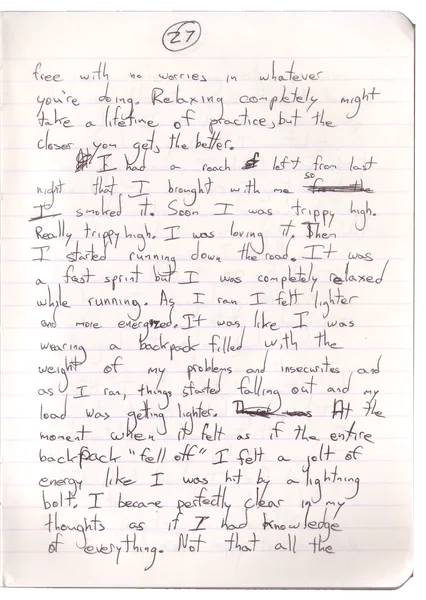 27
free with no worries in whatever
you're doing. Relaxing completely might
take a lifetime of practice, but the
closer you get, the better.
I had a roach left from last
night that I brought with me so
I smoked it. Soon I was trippy high.
Really trippy high. I was loving it. Then
I started running down the road. It was
a fast sprint but I was completely relaxed
while running. As I ran I felt lighter
and more energized. It was like I was
wearing a backpack filled with the
weight of my problems and insecurites, and
as I ran, things started falling out and my
load was getting lighter. At the
moment when it felt as if the entire
backpack "fell off" I felt a jolt of
energy like I was hit by a lightning
bolt. I became perfectly clear in my
thoughts as if I had knowledge
of everything. Not that all the